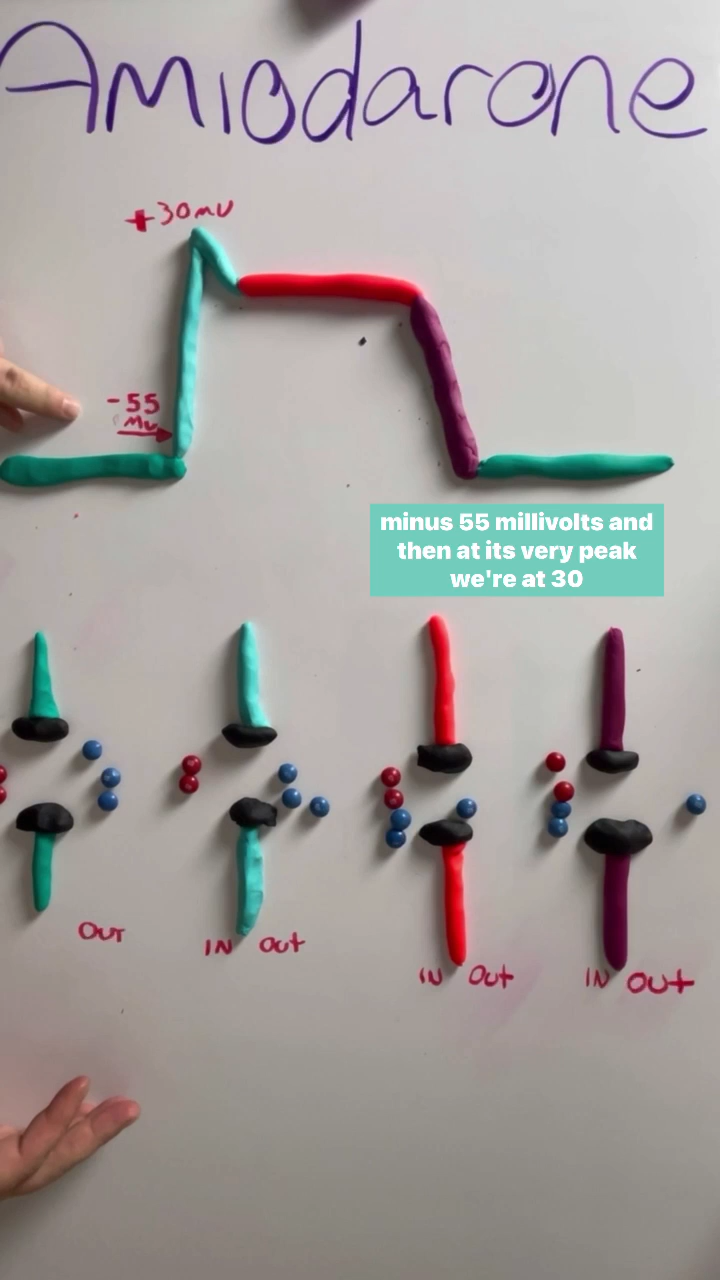 Amiodarone
+30mv
-55
Mv
minus 55 millivolts and
then at its very peak
we're at 30
OUT
IN Out
IN Out
IN Out